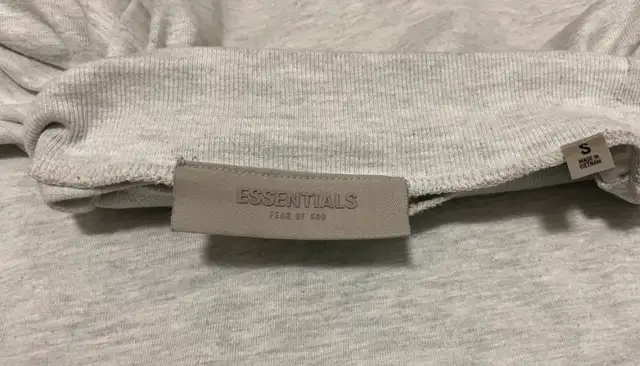 ESSENTIALS
FEAR OF GOD
S
MADE IN
VIETNAM